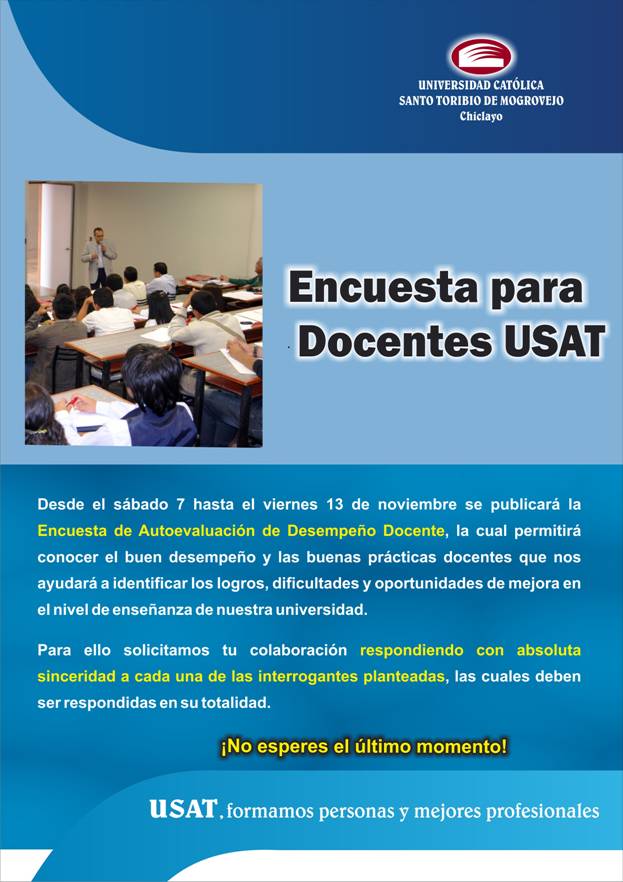 UNIVERSIDAD CATÓLICA
SANTO TORIBIO DE MOGROVEJO
Chiclayo
Encuesta para
Docentes USAT
Desde el sábado 7 hasta el viernes 13 de noviembre se publicará la
Encuesta de Autoevaluación de Desempeño Docente, la cual permitirá
conocer el buen desempeño y las buenas prácticas docentes que nos
ayudará a identificar los logros, dificultades y oportunidades de mejora en
el nivel de enseñanza de nuestra universidad.
Para ello solicitamos tu colaboración respondiendo con absoluta
sinceridad a cada una de las interrogantes planteadas, las cuales deben
ser respondidas en su totalidad.
¡No esperes el último momento!
USAT, formamos personas y mejores profesionales